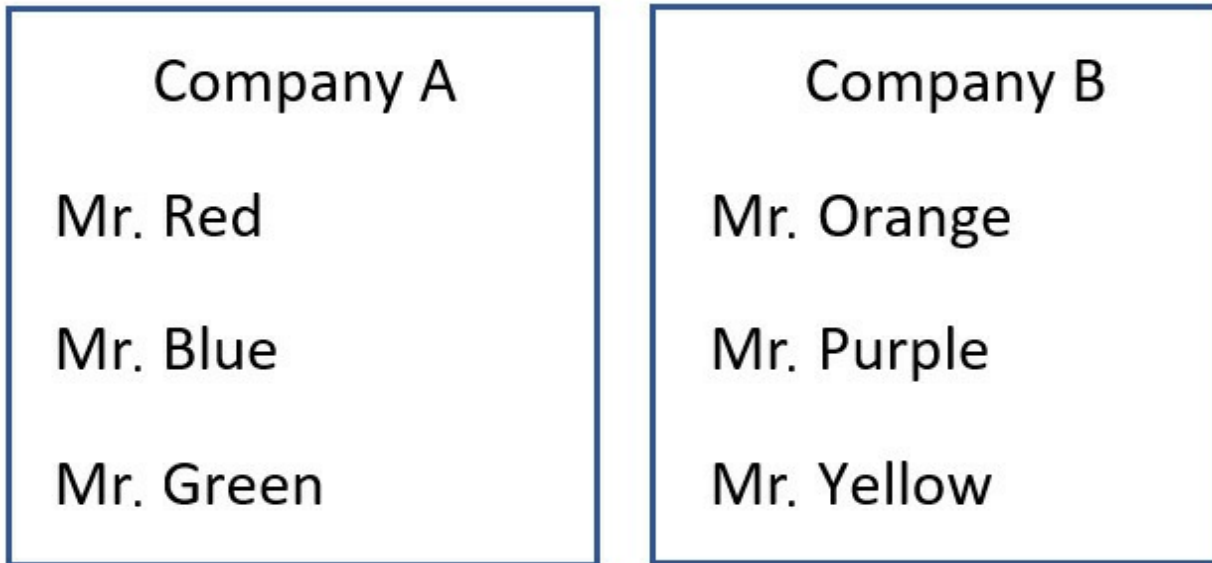 Company A
Mr. Red
Mr. Blue
Mr. Green
Company B
Mr. Orange
Mr. Purple
Mr. Yellow